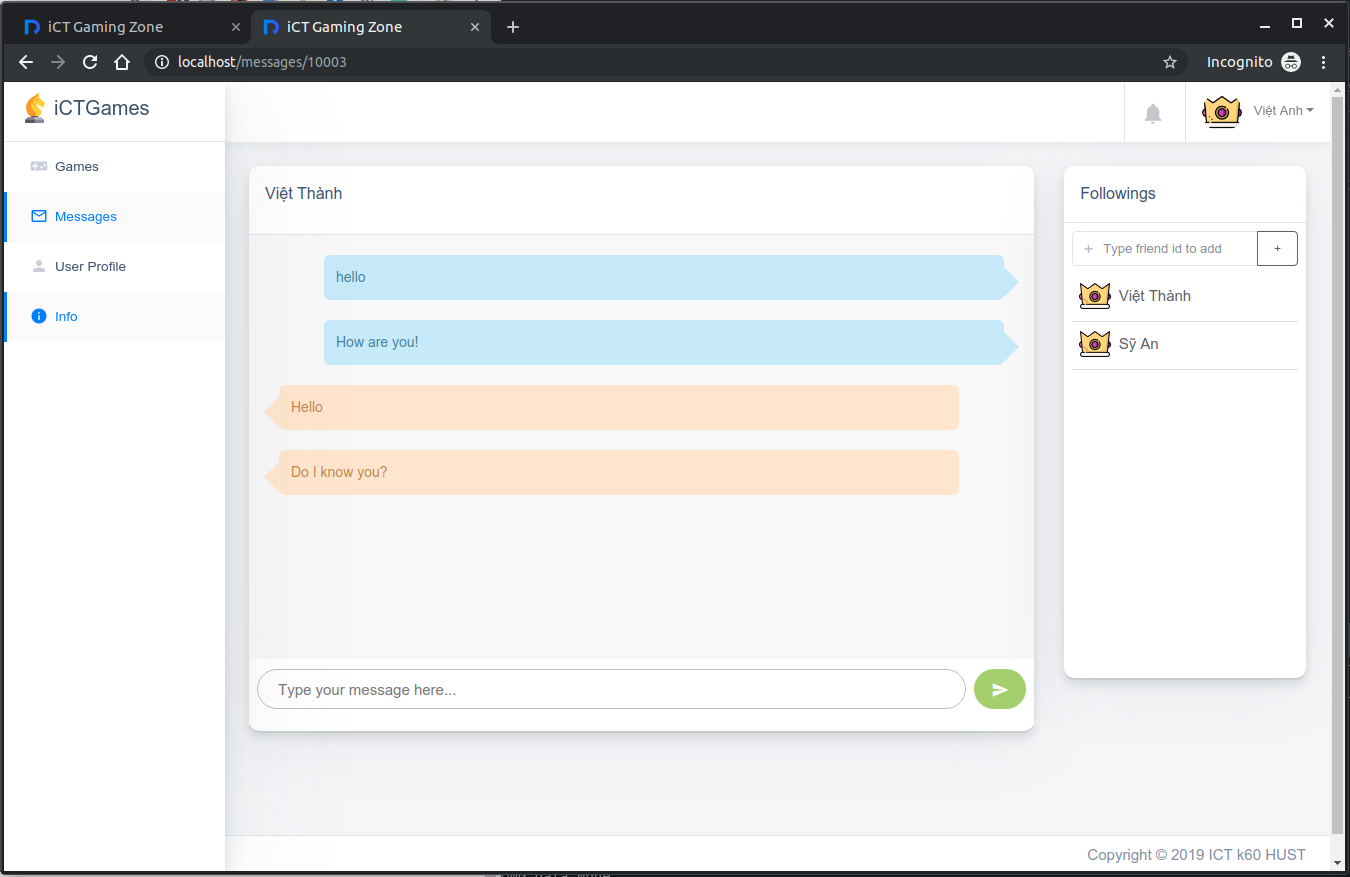 iCT Gaming Zone
iCT Gaming Zone
localhost/messages/10003
Incognito
iCTGames
Việt Anh
Games
Messages
User Profile
Info
Việt Thành
hello
How are you!
Hello
Do I know you?
Type your message here...
Followings
+ Type friend id to add +
Việt Thành
Sỹ An
Copyright © 2019 ICT k60 HUST